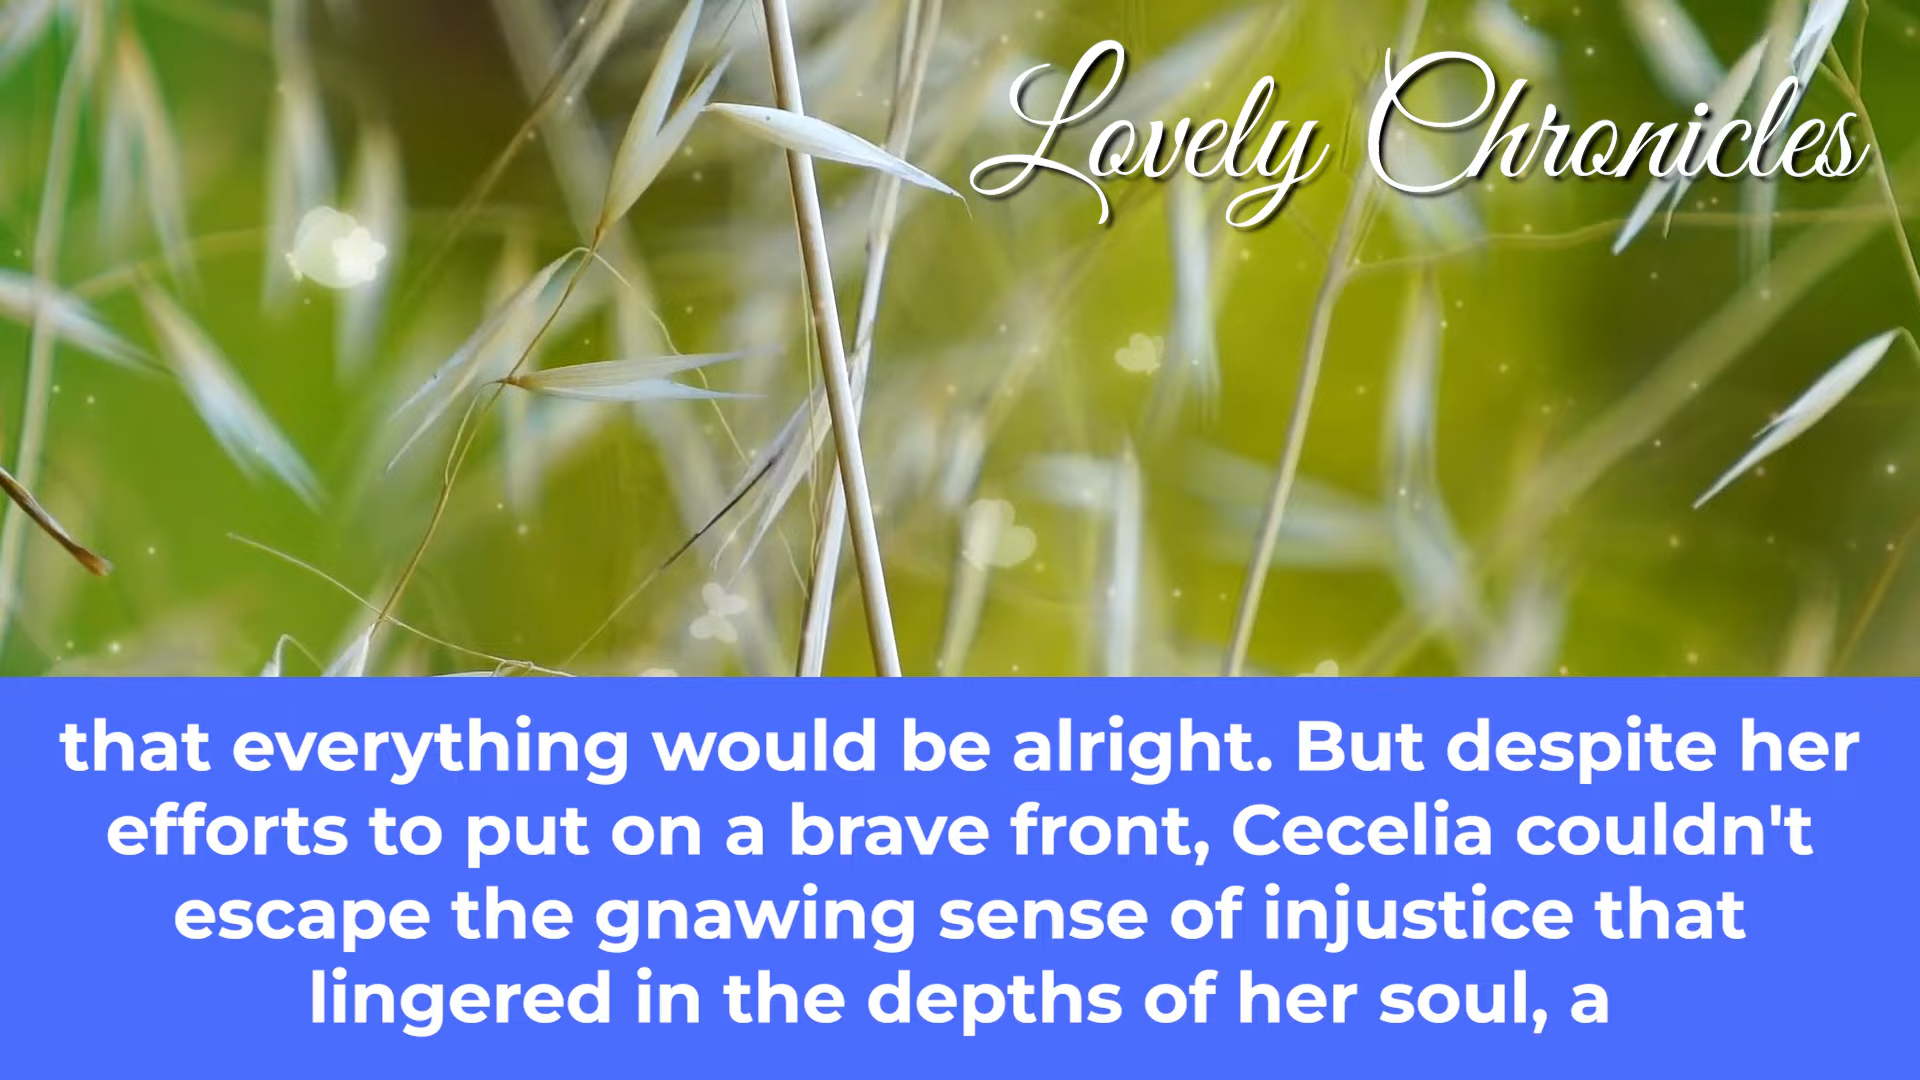 Lovely Chronicles
that everything would be alright. But despite her
efforts to put on a brave front, Cecelia couldn't
escape the gnawing sense of injustice that
lingered in the depths of her soul, a